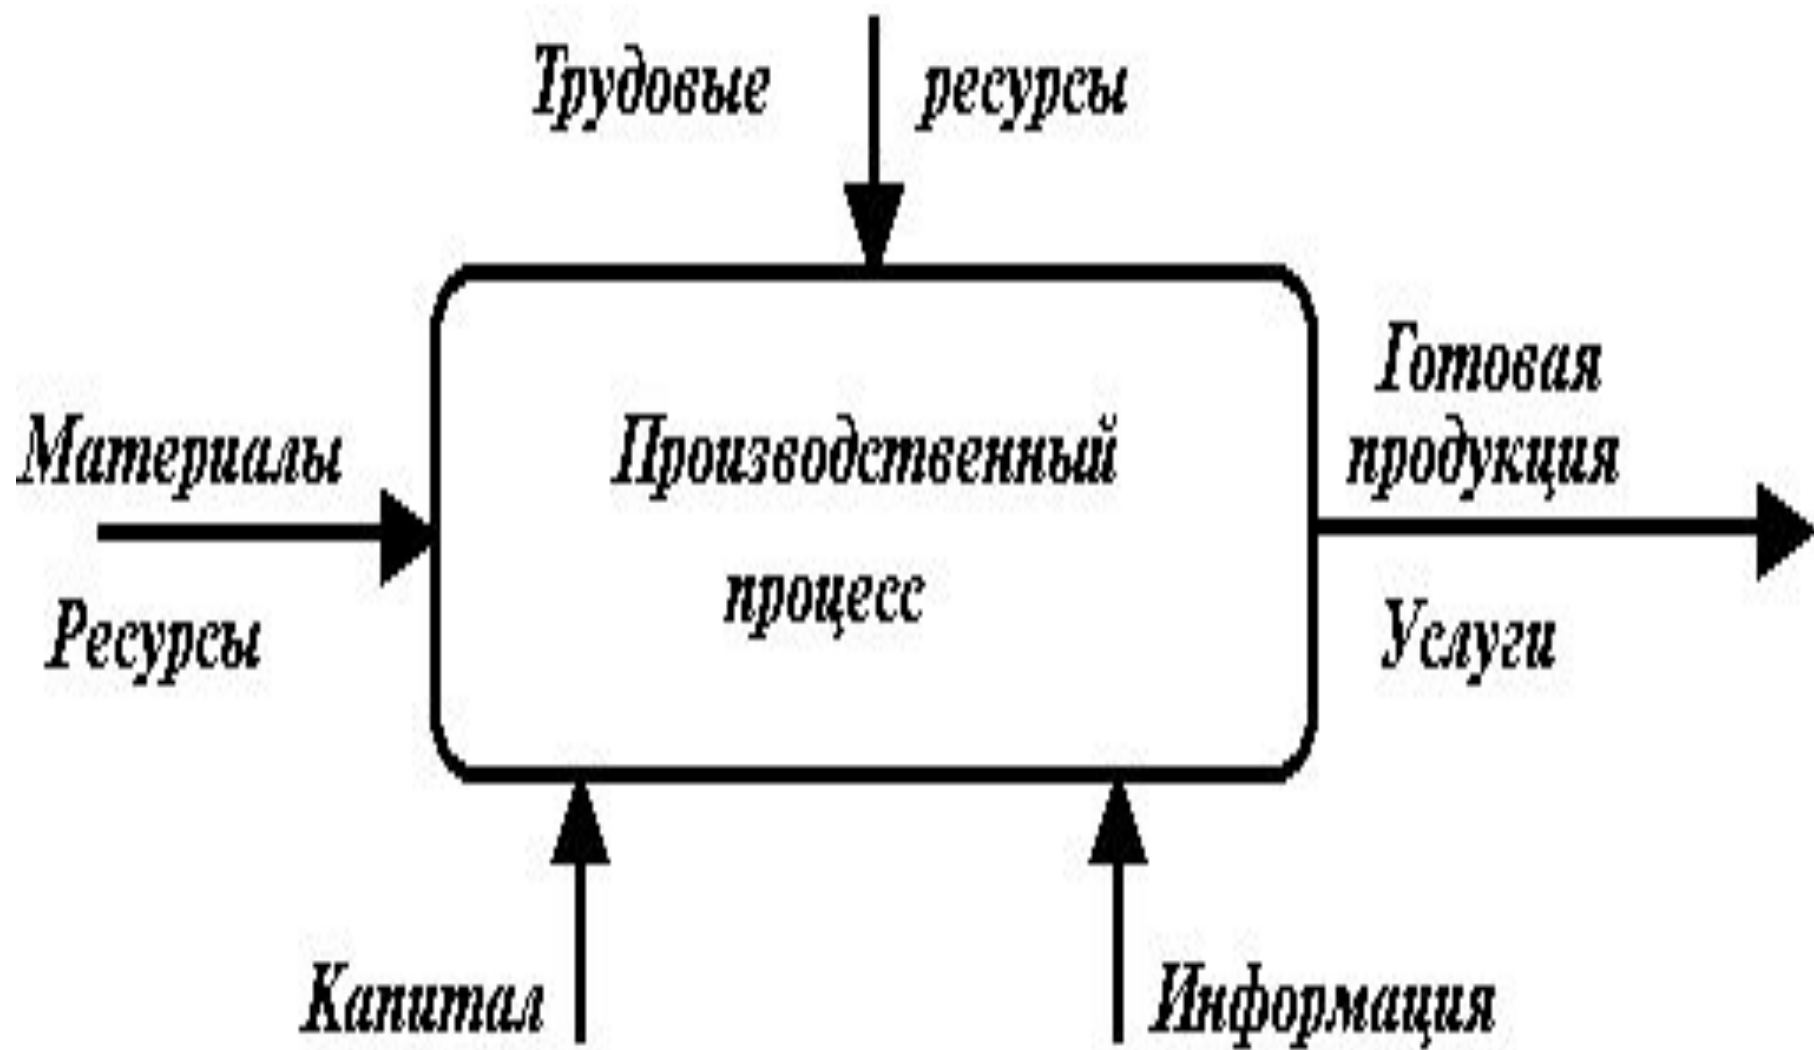 Трудовые ресурсы
Готовая
продукция
Материалы
Производственный
процесс
Ресурсы
Услуги
Капитал
Информация